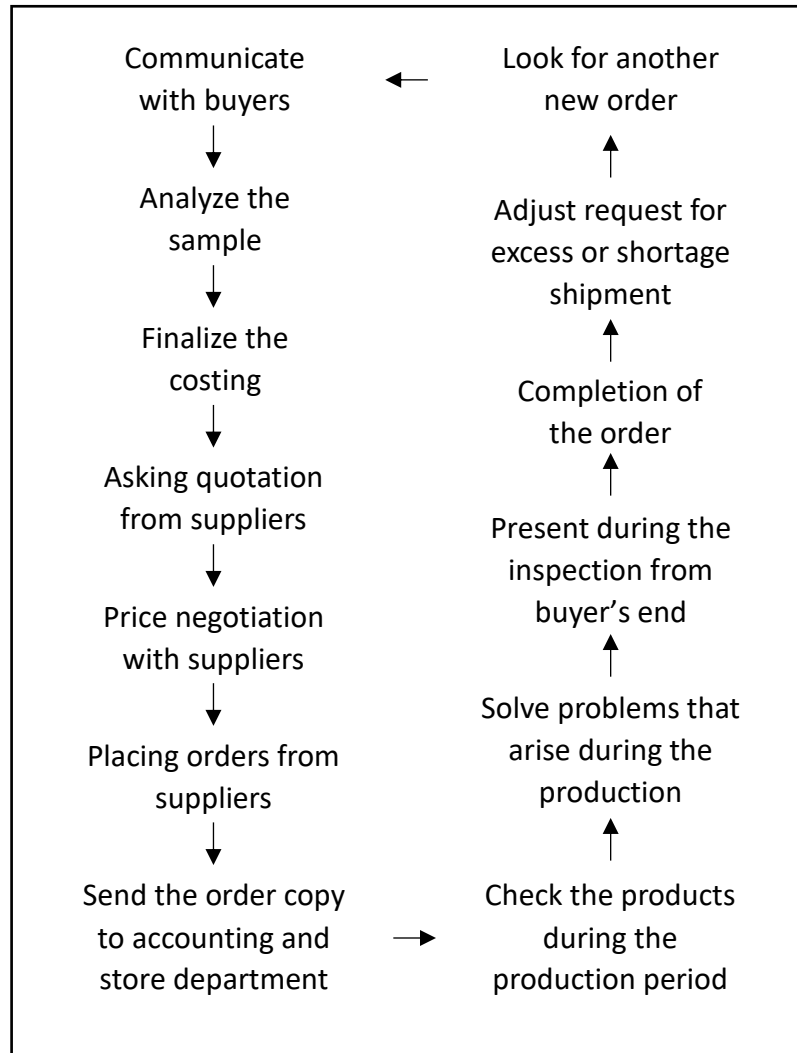 Communicate
with buyers
Analyze the
sample
Finalize the
costing
Asking quotation
from suppliers
Price negotiation
with suppliers
Placing orders from
suppliers
Send the order copy
to accounting and
store department
Check the products
during the
production period
Solve problems that
arise during the
production
Present during the
inspection from
buyer’s end
Completion of
the order
Adjust request for
excess or shortage
shipment
Look for another
new order